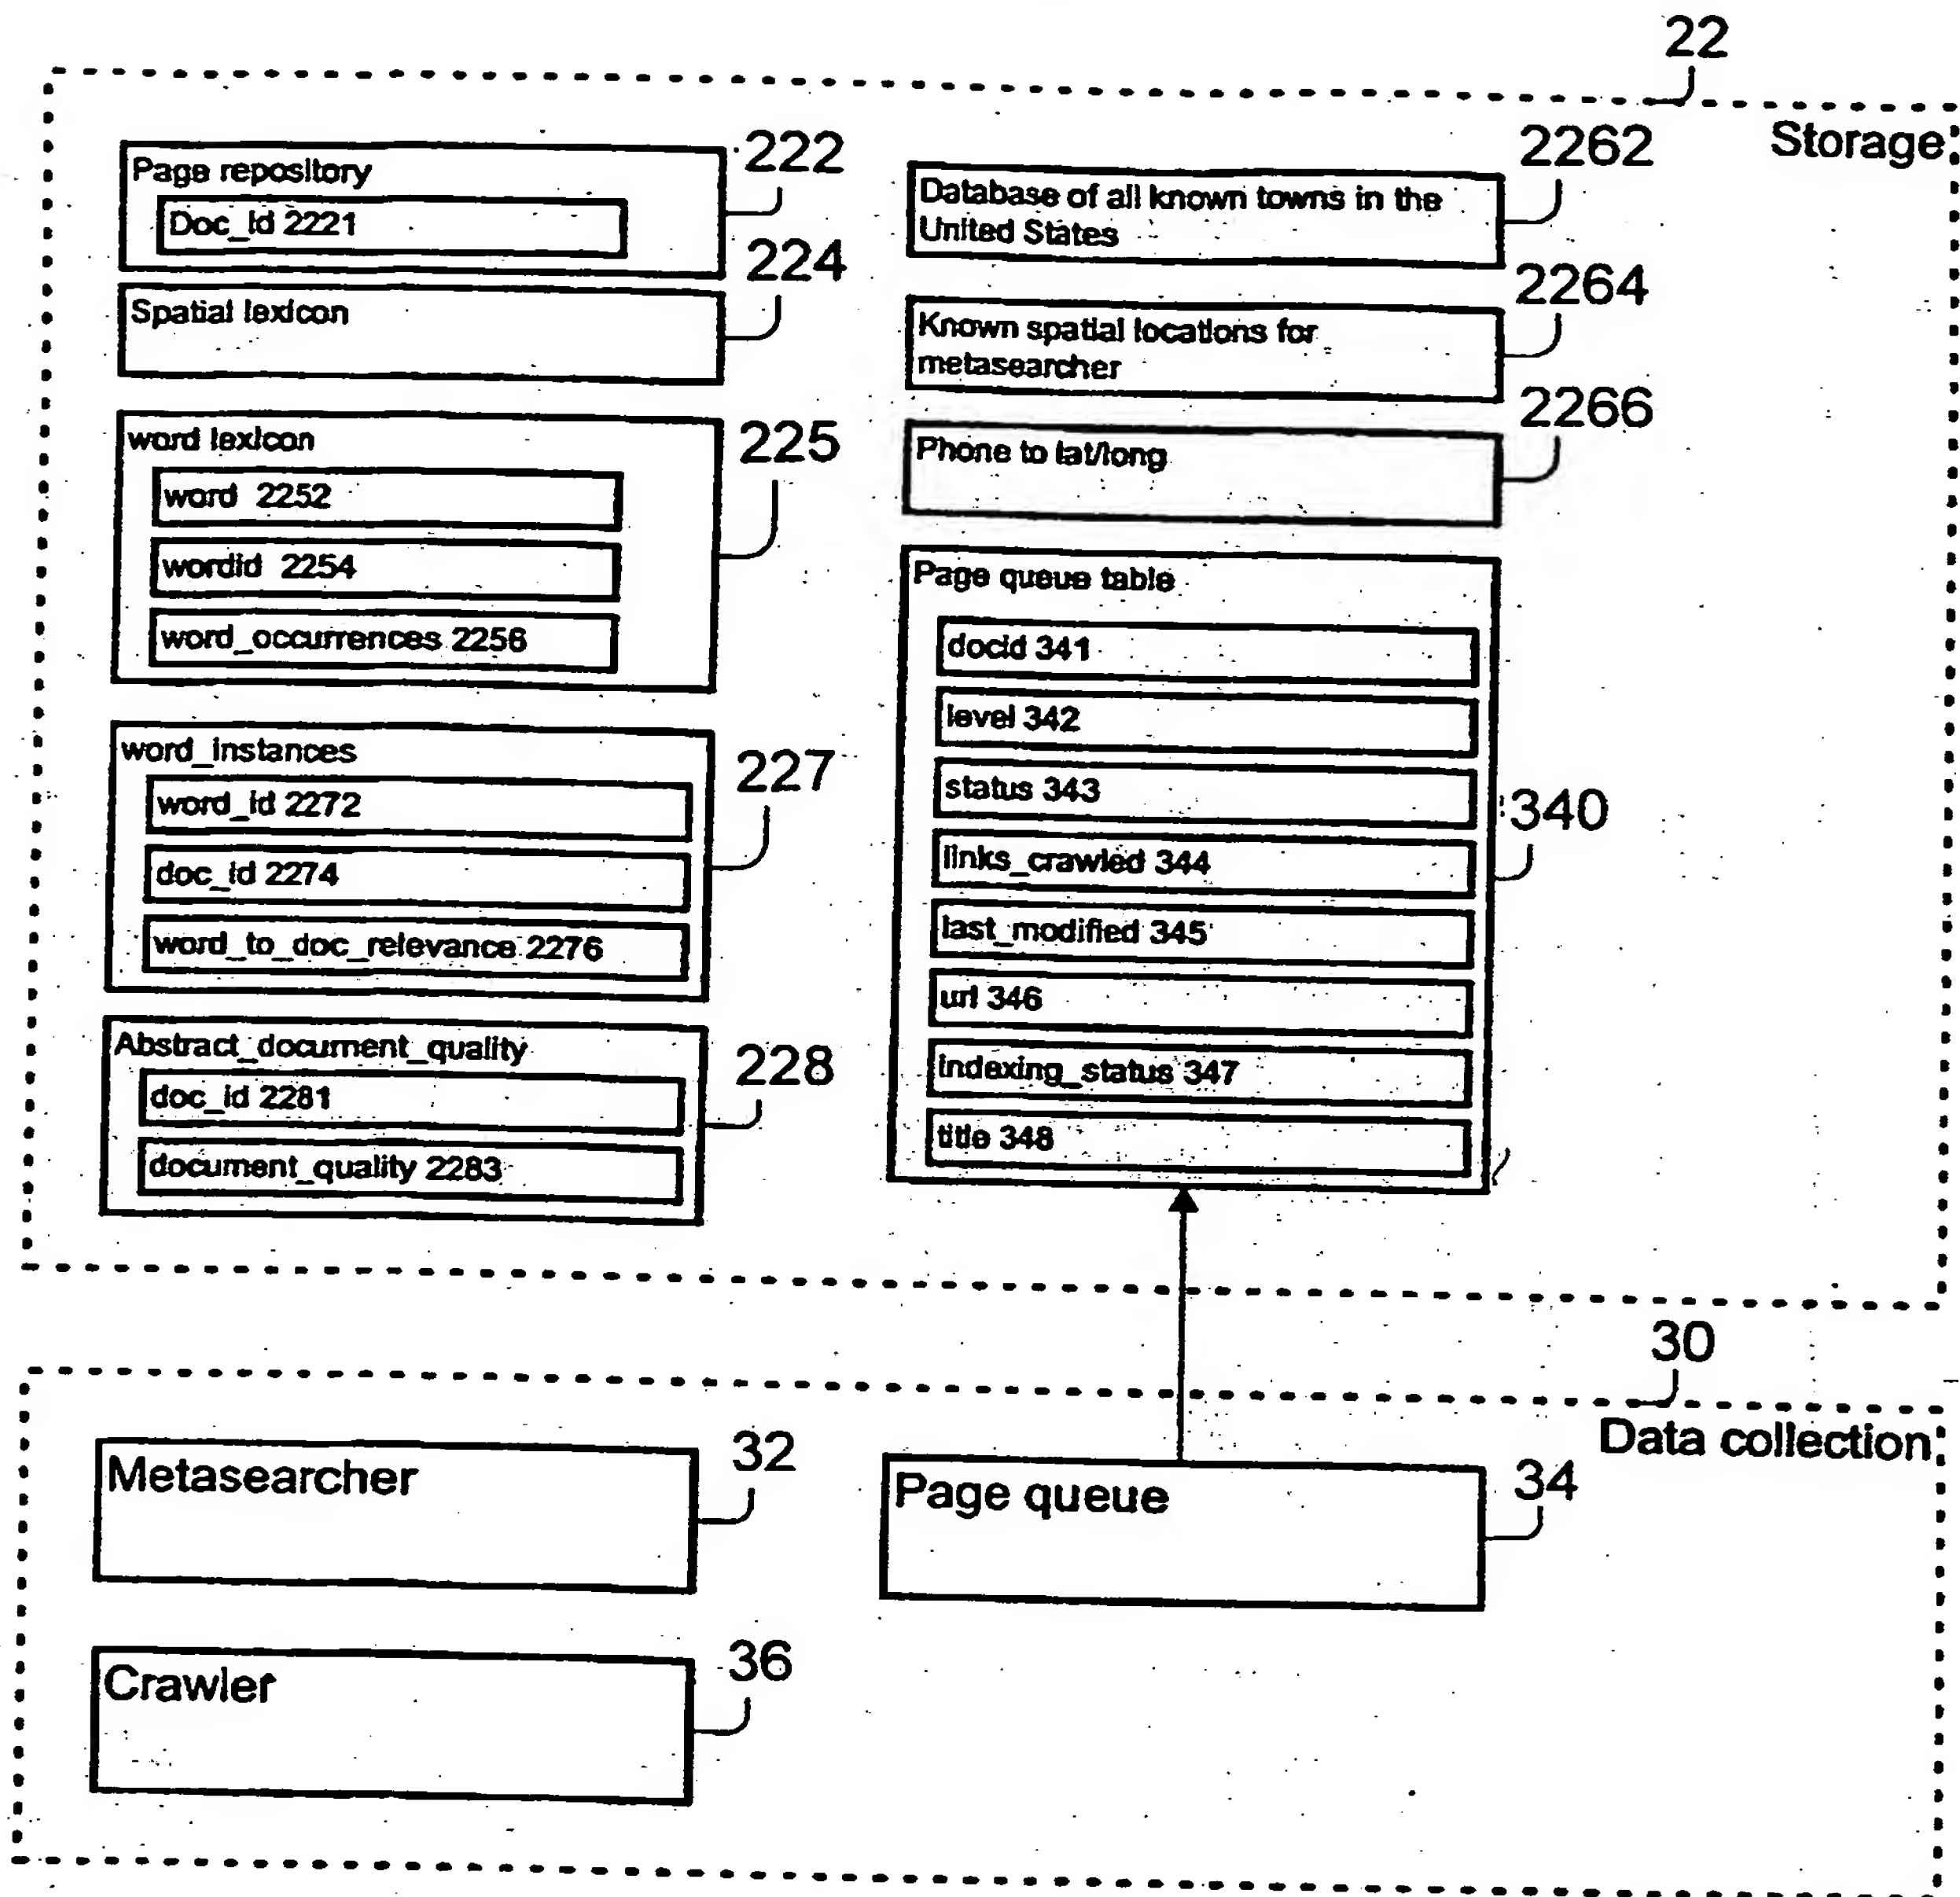 22
Storage
Page repository
Doc_Id 2221
222
Spatial lexicon
224
word lexicon
word 2252
wordid 2254
word_occurrences 2256
225
word_instances
word_id 2272
doc_id 2274
word_to_doc_relevance 2276
227
Abstract_document_quality
doc_id 2281
document_quality 2283
228
Database of all known towns in the
United States
2262
Known spatial locations for
metasearcher
2264
Phone to lat/long
2266
Page queue table
docid 341
level 342
status 343
links_crawled 344
last_modified 345
url 346
indexing_status 347
title 348
340
30
Data collection
Metasearcher
32
Page queue
34
Crawler
36